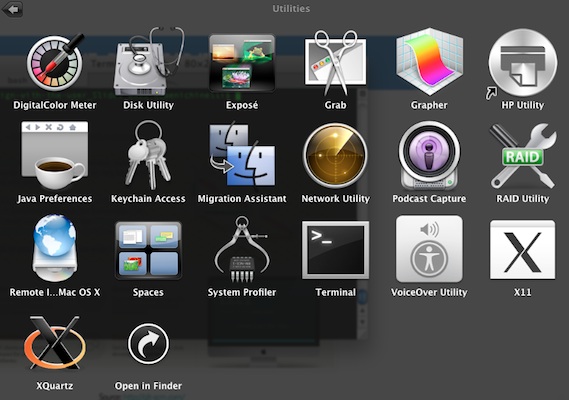 Utilities
DigitalColor Meter
Disk Utility
Exposé
Grab
Grapher
HP Utility
Java Preferences
Keychain Access
Migration Assistant
Network Utility
Podcast Capture
RAID
RAID Utility
Remote I...Mac OS X
Spaces
System Profiler
>_
Terminal
VoiceOver Utility
X
X11
XQuartz
Open in Finder